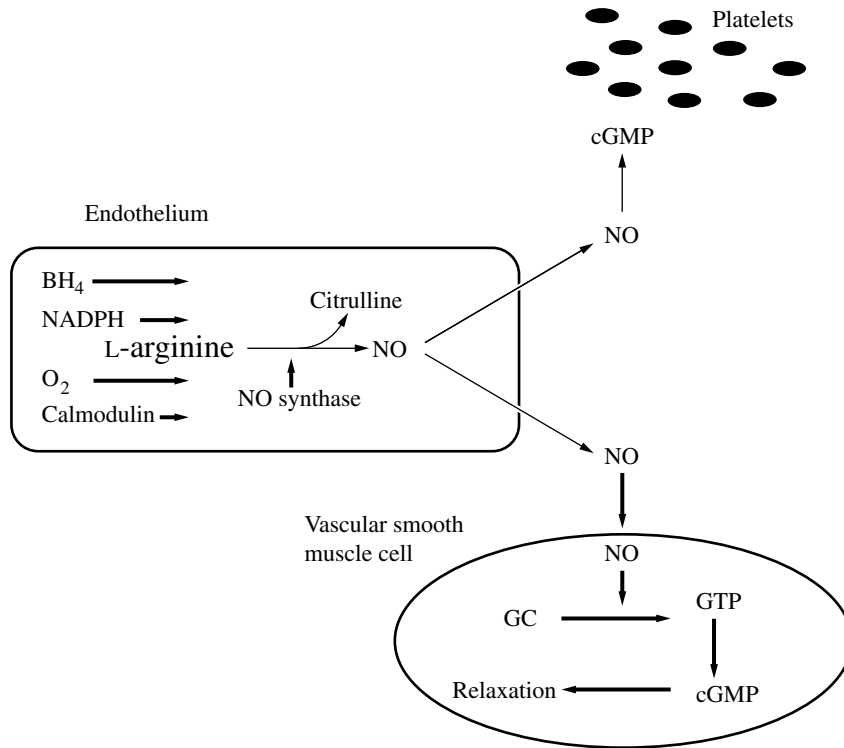 Platelets
cGMP
Endothelium
NO
BH4
NADPH
Citrulline
L-arginine
NO
O2
NO synthase
Calmodulin
NO
Vascular smooth
muscle cell
NO
GC
GTP
Relaxation
cGMP